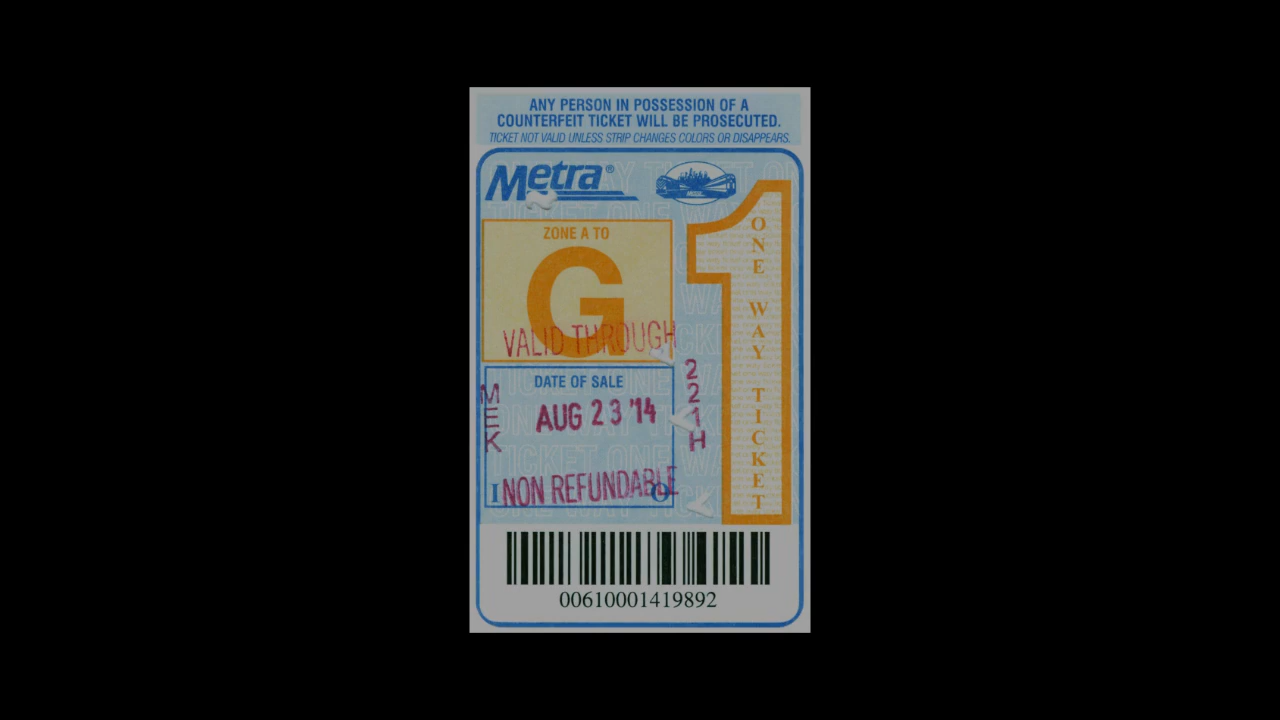 ANY PERSON IN POSSESSION OF A
COUNTERFEIT TICKET WILL BE PROSECUTED.
TICKET NOT VALID UNLESS STRIP CHANGES COLORS OR DISAPPEARS.
Metra®
ZONE A TO
G
VALID THROUGH
DATE OF SALE
AUG 23 '14
MEK
221H
I NON REFUNDABLE O
1
ONE WAY TICKET
00610001419892